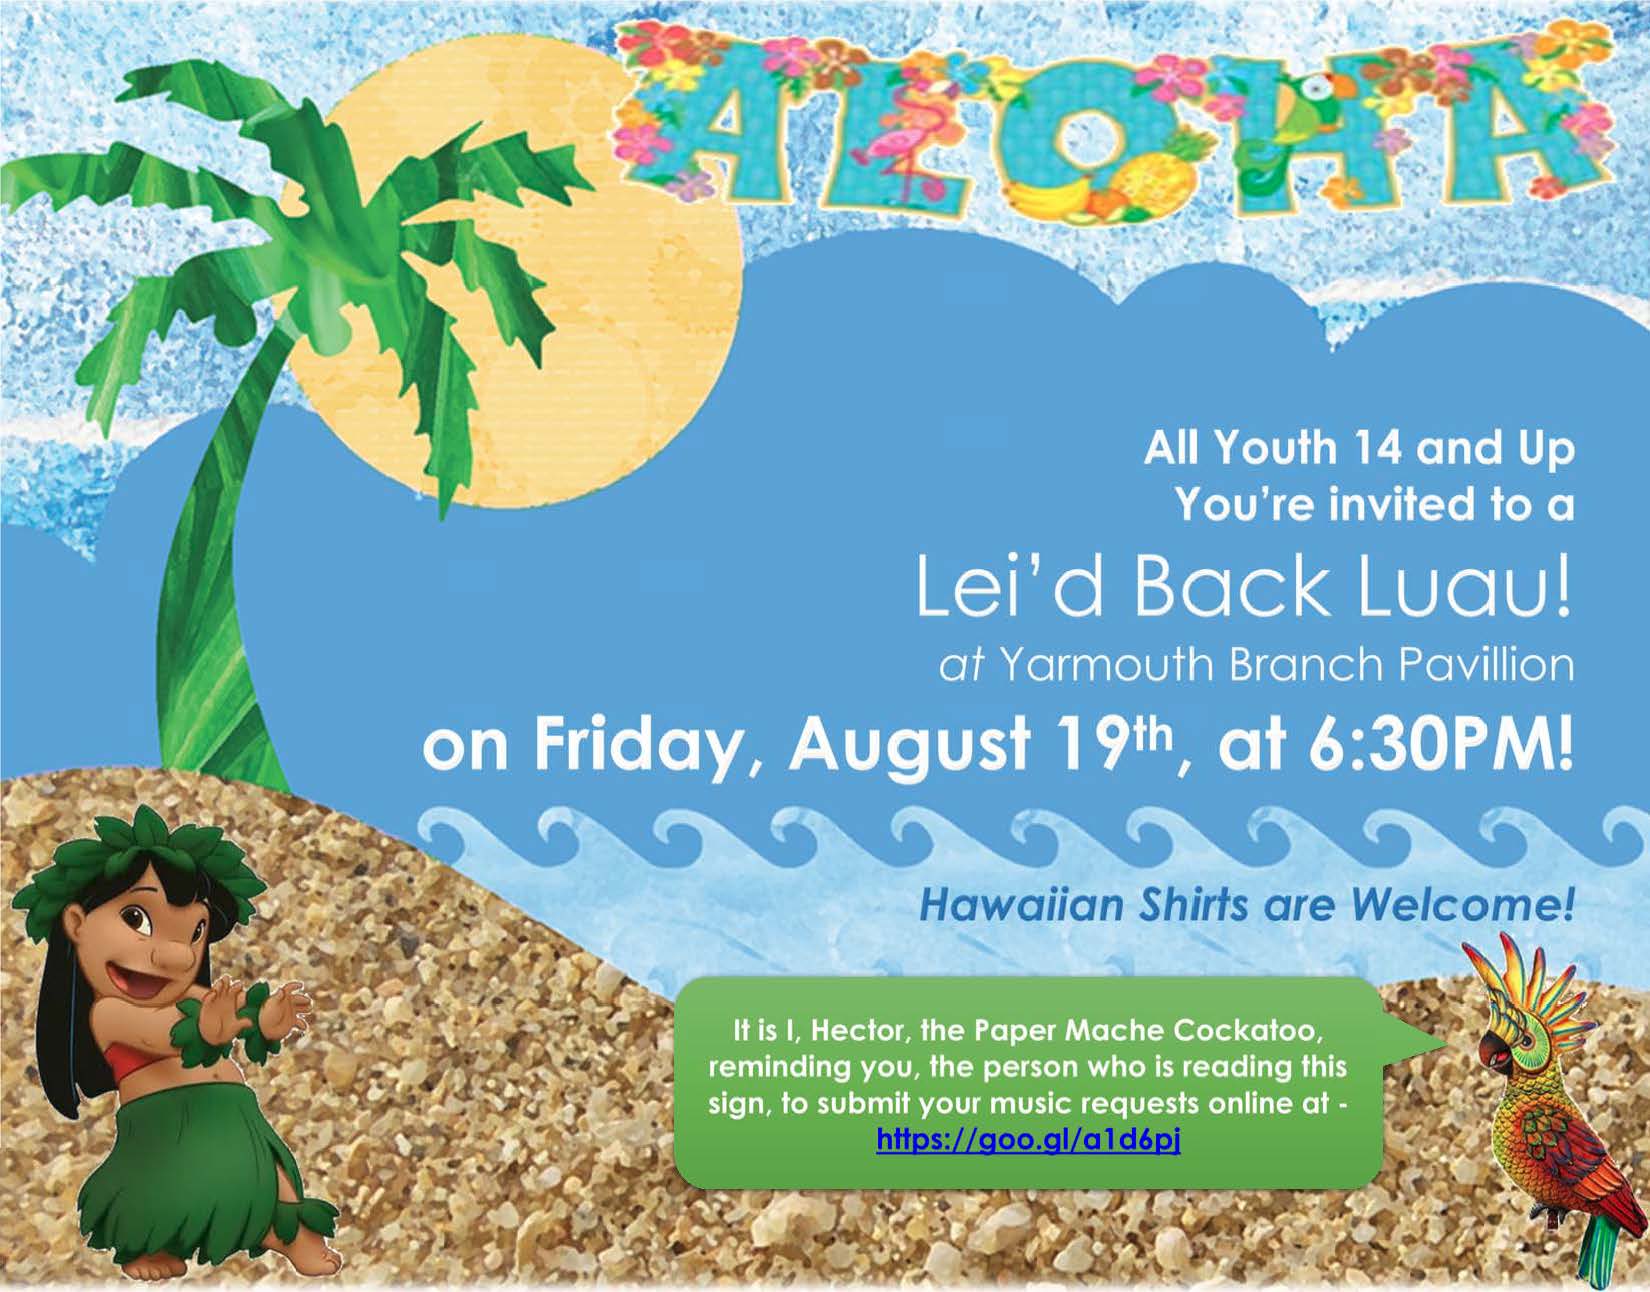 ALOHA
All Youth 14 and Up
You're invited to a
Lei'd Back Luau!
at Yarmouth Branch Pavillion
on Friday, August 19th, at 6:30PM!
Hawaiian Shirts are Welcome!
It is I, Hector, the Paper Mache Cockatoo,
reminding you, the person who is reading this
sign, to submit your music requests online at -
https://goo.gl/a1d6pj